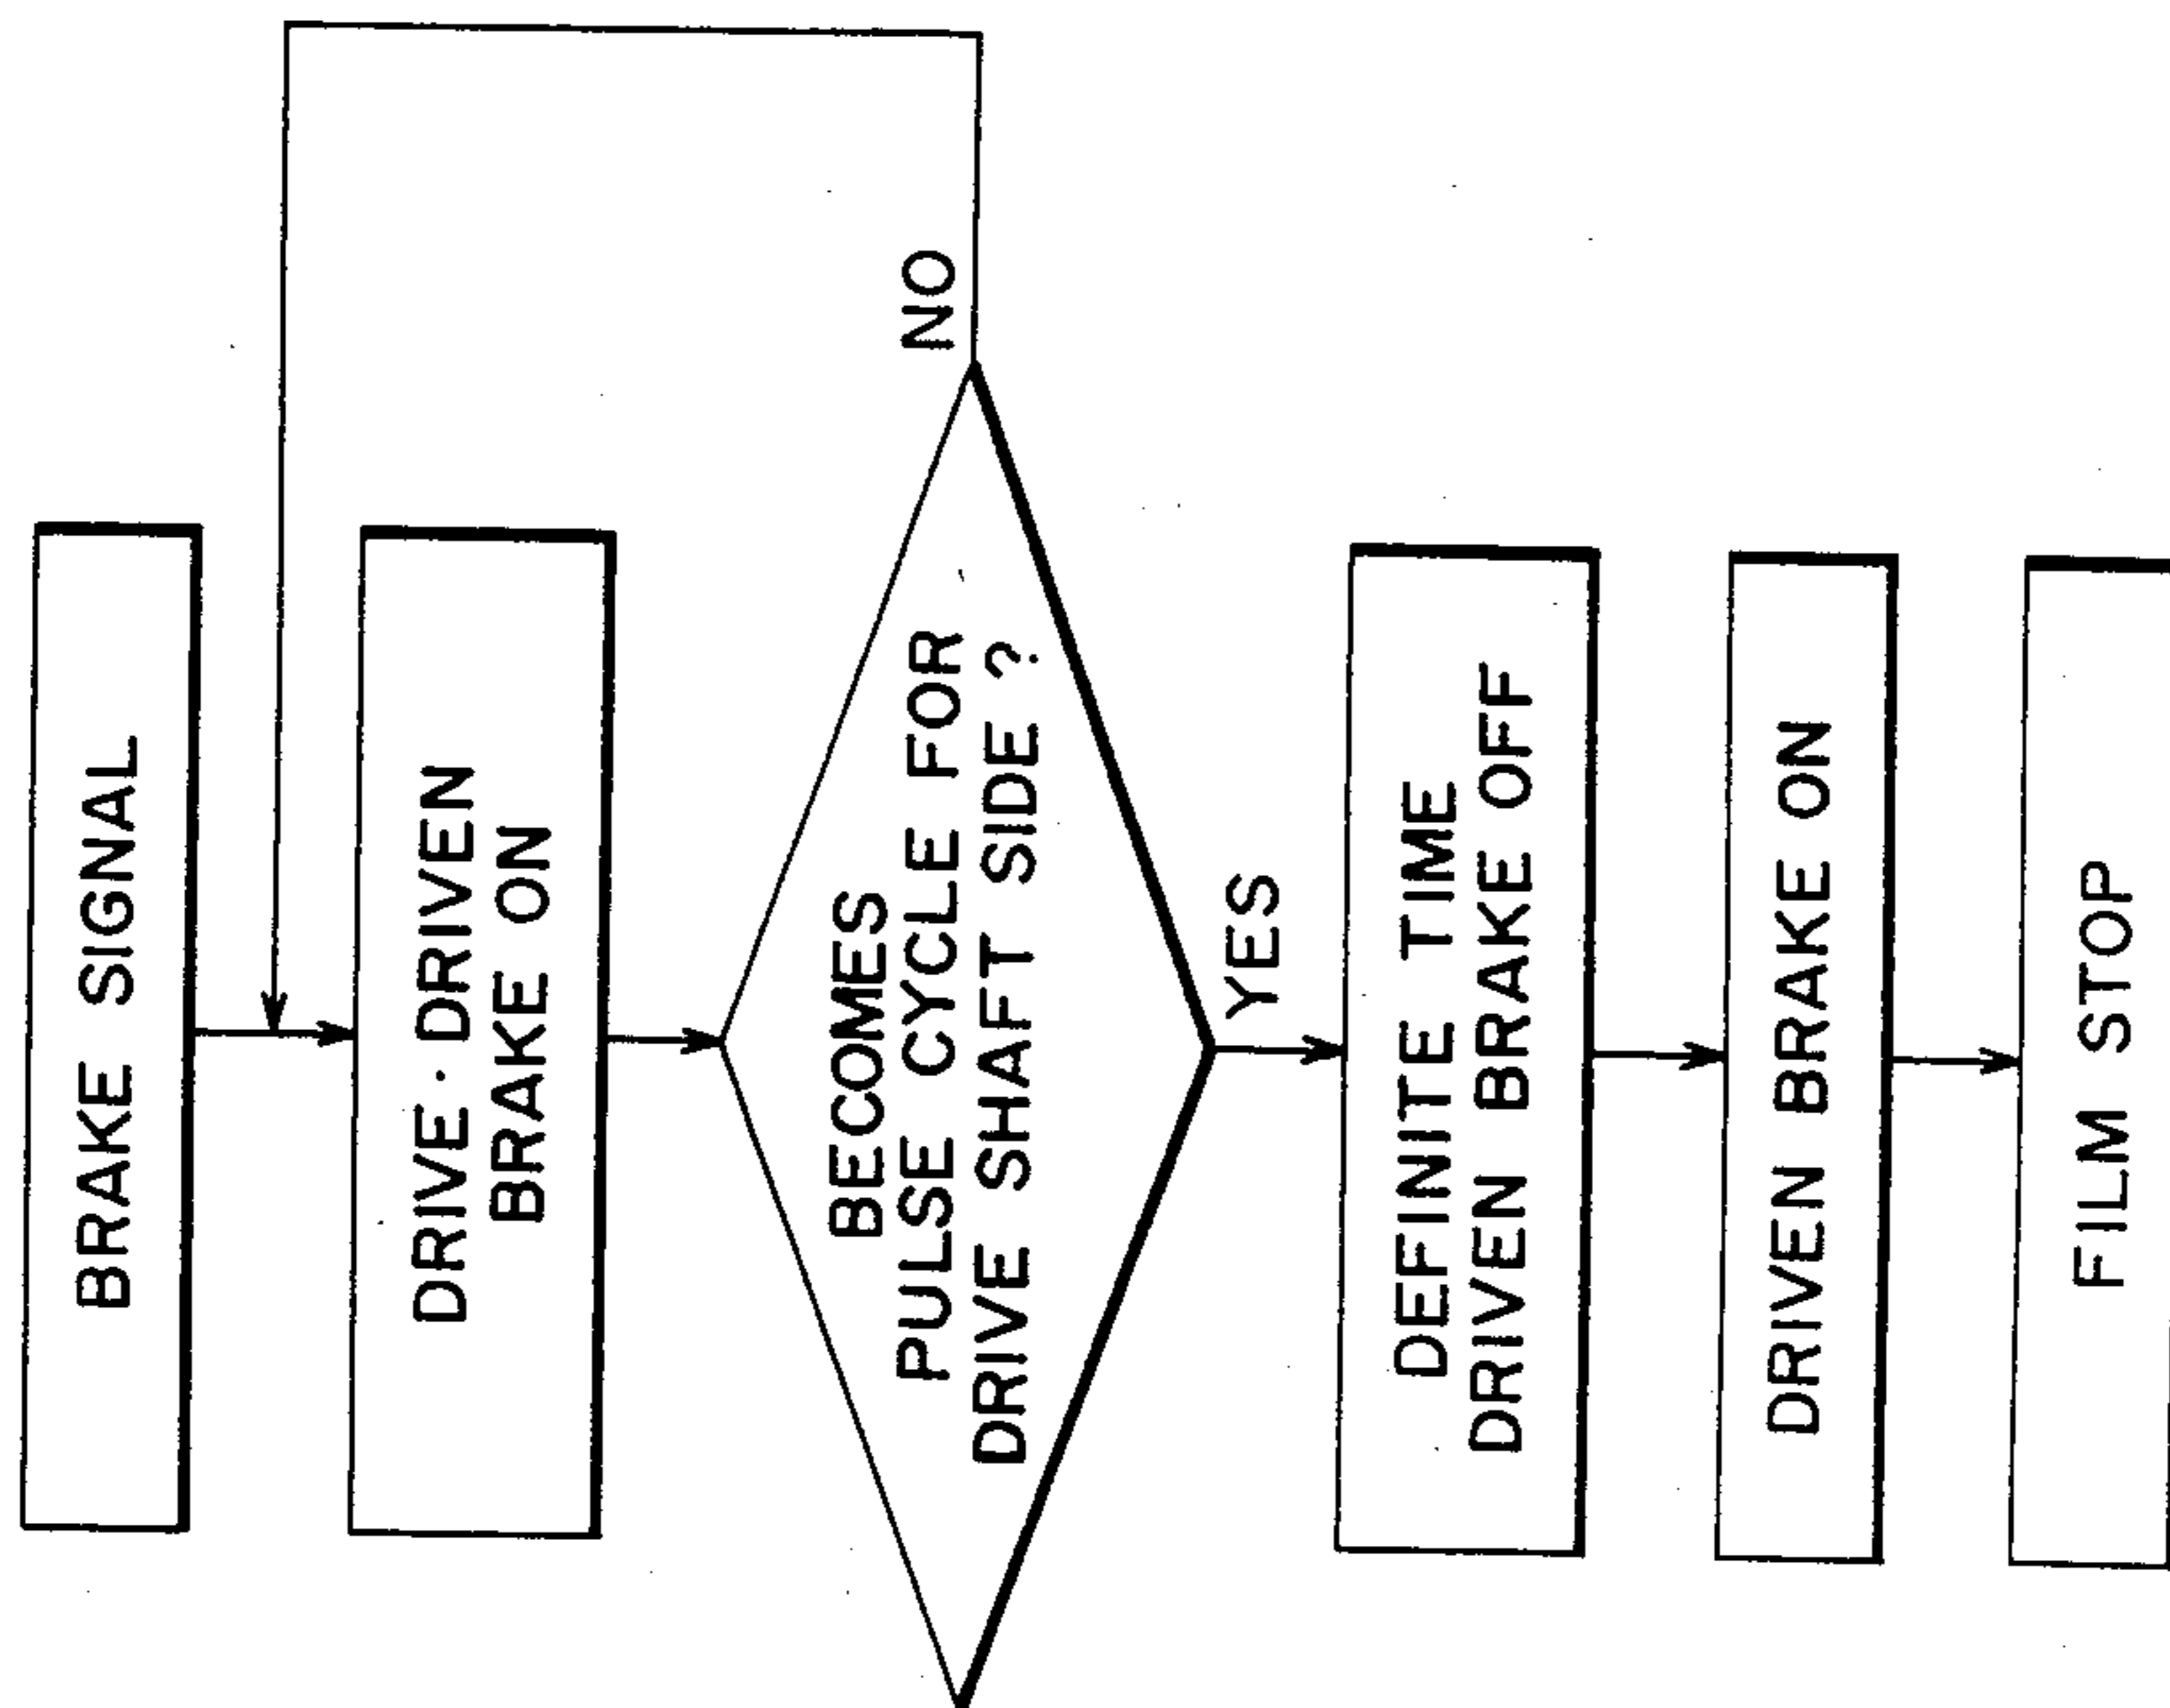 BRAKE SIGNAL
DRIVE · DRIVEN
BRAKE ON
BECOMES
PULSE CYCLE FOR
DRIVE SHAFT SIDE ?
NO
YES
DEFINITE TIME
DRIVEN BRAKE OFF
DRIVEN BRAKE ON
FILM STOP